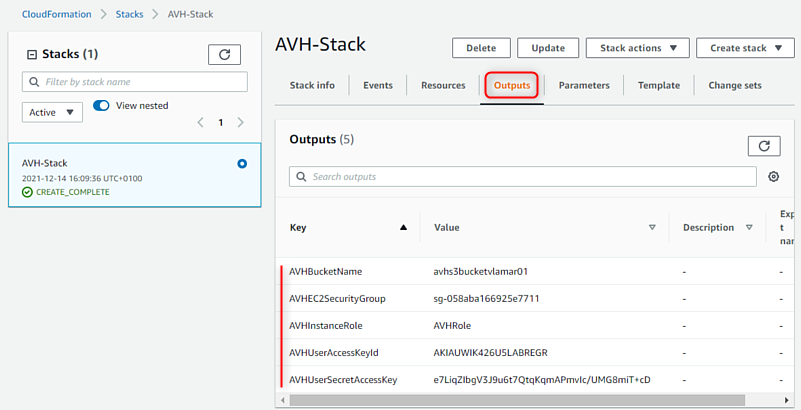 CloudFormation > Stacks > AVH-Stack
Stacks (1)
Filter by stack name
Active
View nested
1
AVH-Stack
2021-12-14 16:09:36 UTC+0100
CREATE_COMPLETE
AVH-Stack
Delete
Update
Stack actions
Create stack
Stack info
Events
Resources
Outputs
Parameters
Template
Change sets
Outputs (5)
Search outputs
Key Value Description
AVHBucketName avhs3bucketvlamar01 - -
AVHEC2SecurityGroup sg-058aba166925e7711 - -
AVHInstanceRole AVHRole - -
AVHUserAccessKeyId AKIAUWIK426U5LABREGR - -
AVHUserSecretAccessKey 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 - -